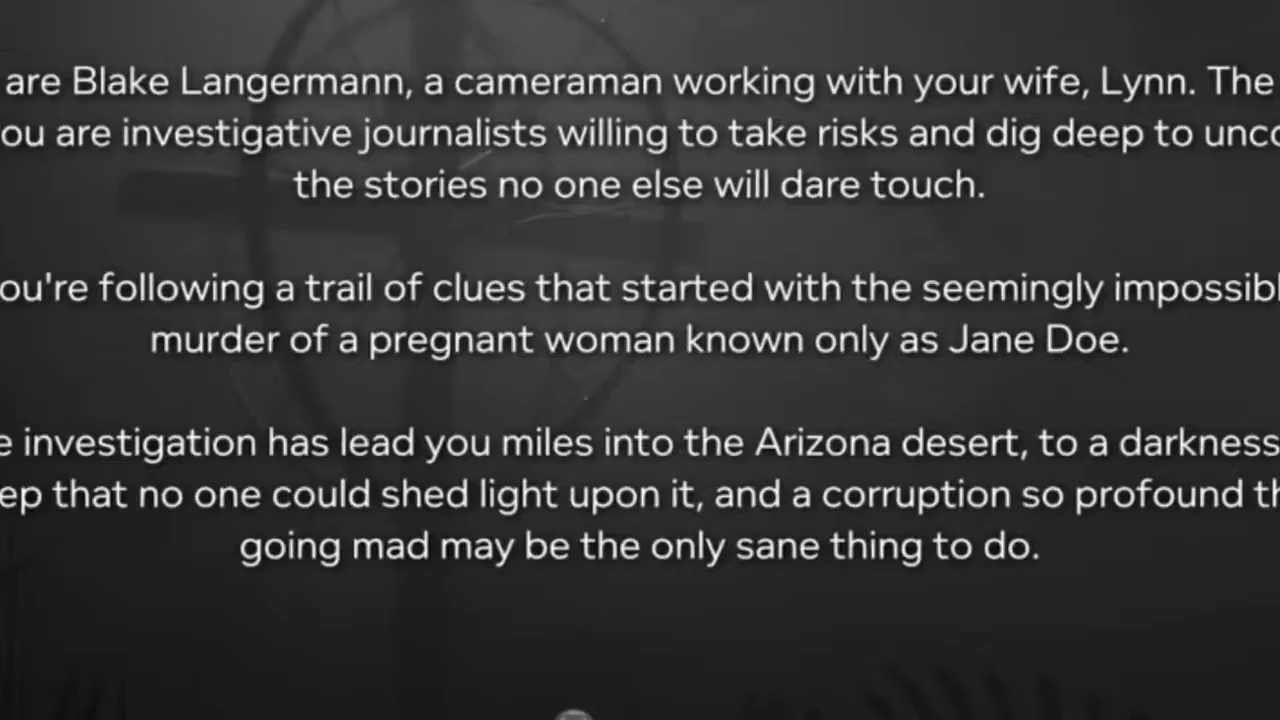 are Blake Langermann, a cameraman working with your wife, Lynn. The
ou are investigative journalists willing to take risks and dig deep to unco
the stories no one else will dare touch.
ou're following a trail of clues that started with the seemingly impossibl
murder of a pregnant woman known only as Jane Doe.
e investigation has lead you miles into the Arizona desert, to a darkness
ep that no one could shed light upon it, and a corruption so profound th
going mad may be the only sane thing to do.